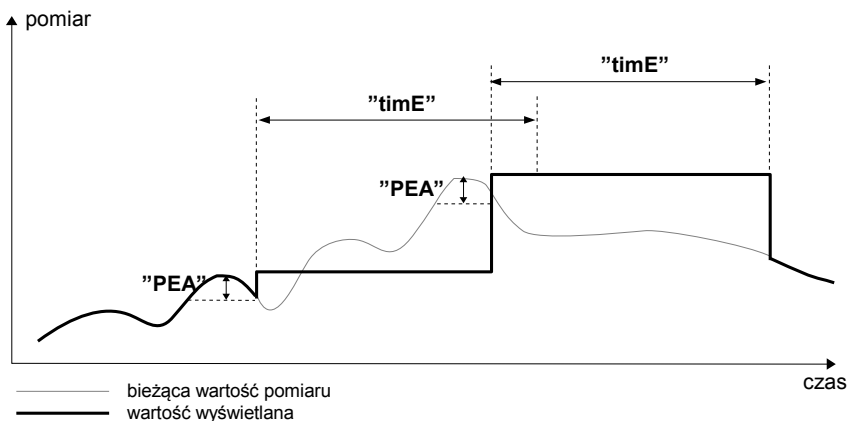 pomiar
”timE”
”timE”
”PEA”
”PEA”
czas
bieżąca wartość pomiaru
wartość wyświetlana